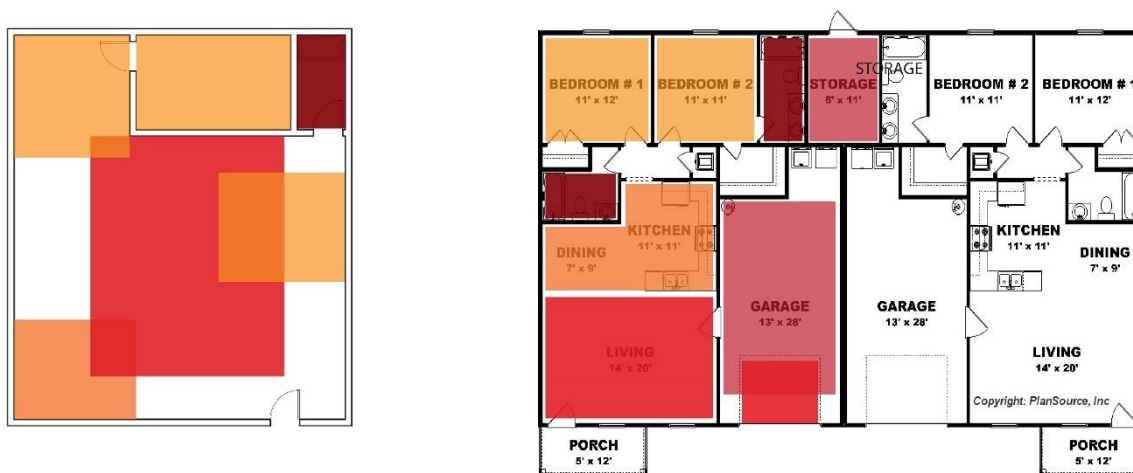 STORAGE
BEDROOM # 1
11' x 12'
BEDROOM # 2
11' x 11'
STORAGE
8' x 11'
BEDROOM # 2
11' x 11'
BEDROOM # 1
11' x 12'
KITCHEN
11' x 11'
DINING
7' x 9'
KITCHEN
11' x 11'
DINING
7' x 9'
GARAGE
13' x 28'
GARAGE
13' x 28'
LIVING
14' x 20'
LIVING
14' x 20'
Copyright: PlanSource, Inc
PORCH
5' x 12'
PORCH
5' x 12'